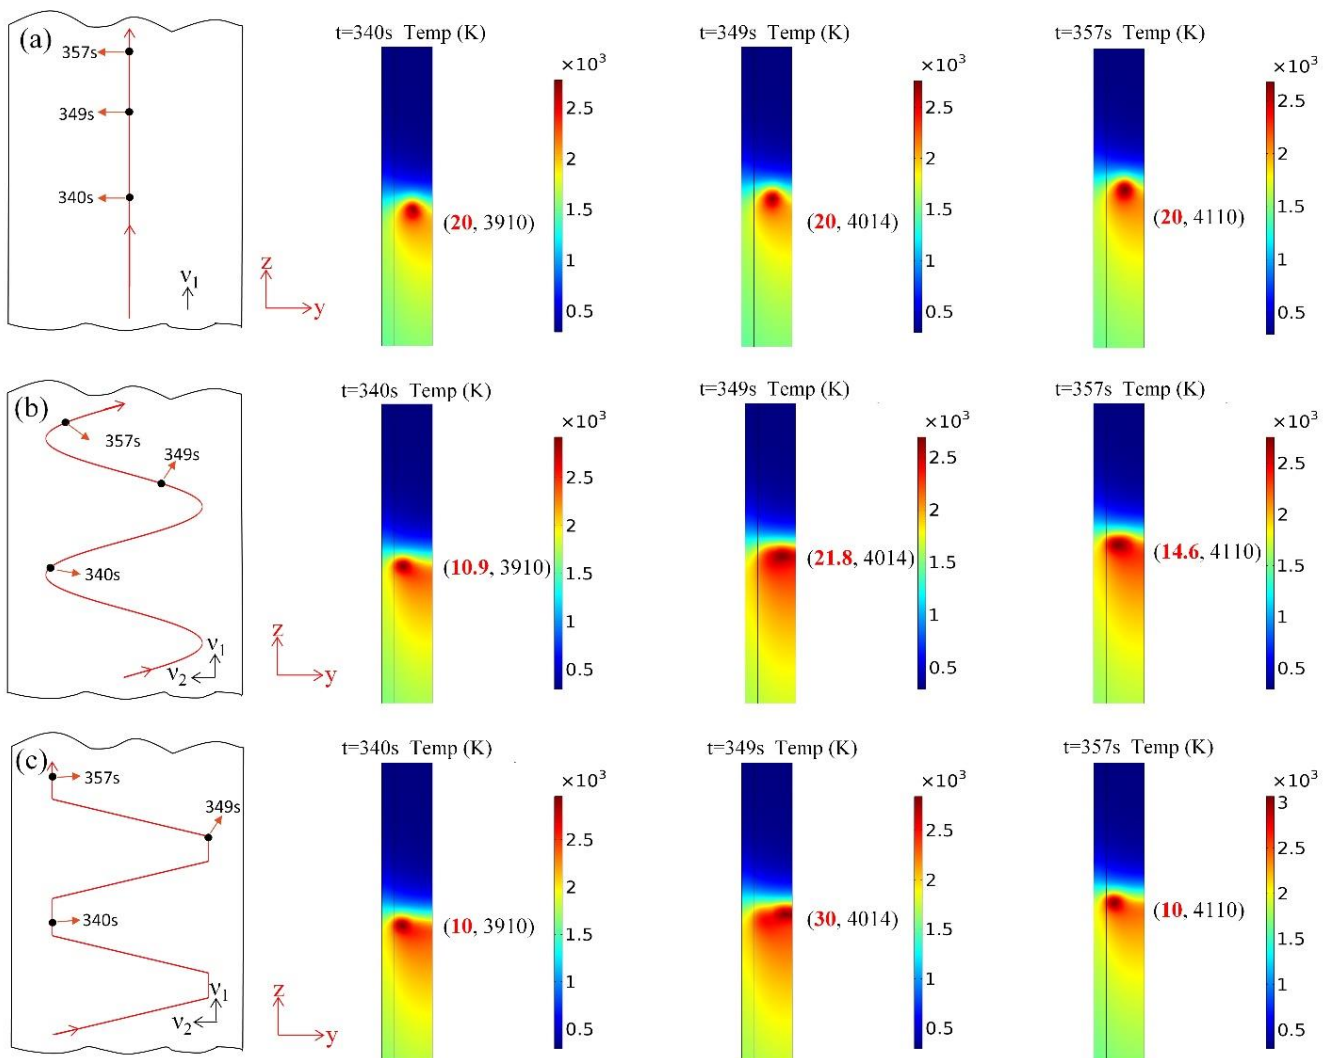 (a)
357s
349s
340s
ν1
z
y
t=340s Temp (K)
×10³
2.5
2
1.5
1
0.5
(20, 3910)
t=349s Temp (K)
×10³
2.5
2
1.5
1
0.5
(20, 4014)
t=357s Temp (K)
×10³
2.5
2
1.5
1
0.5
(20, 4110)
(b)
357s
349s
340s
ν1
ν2
z
y
t=340s Temp (K)
×10³
2.5
2
1.5
1
0.5
(10.9, 3910)
t=349s Temp (K)
×10³
2.5
2
1.5
1
0.5
(21.8, 4014)
t=357s Temp (K)
×10³
2.5
2
1.5
1
0.5
(14.6, 4110)
(c)
357s
349s
340s
ν1
ν2
z
y
t=340s Temp (K)
×10³
2.5
2
1.5
1
0.5
(10, 3910)
t=349s Temp (K)
×10³
2.5
2
1.5
1
0.5
(30, 4014)
t=357s Temp (K)
×10³
3
2.5
2
1.5
1
0.5
(10, 4110)